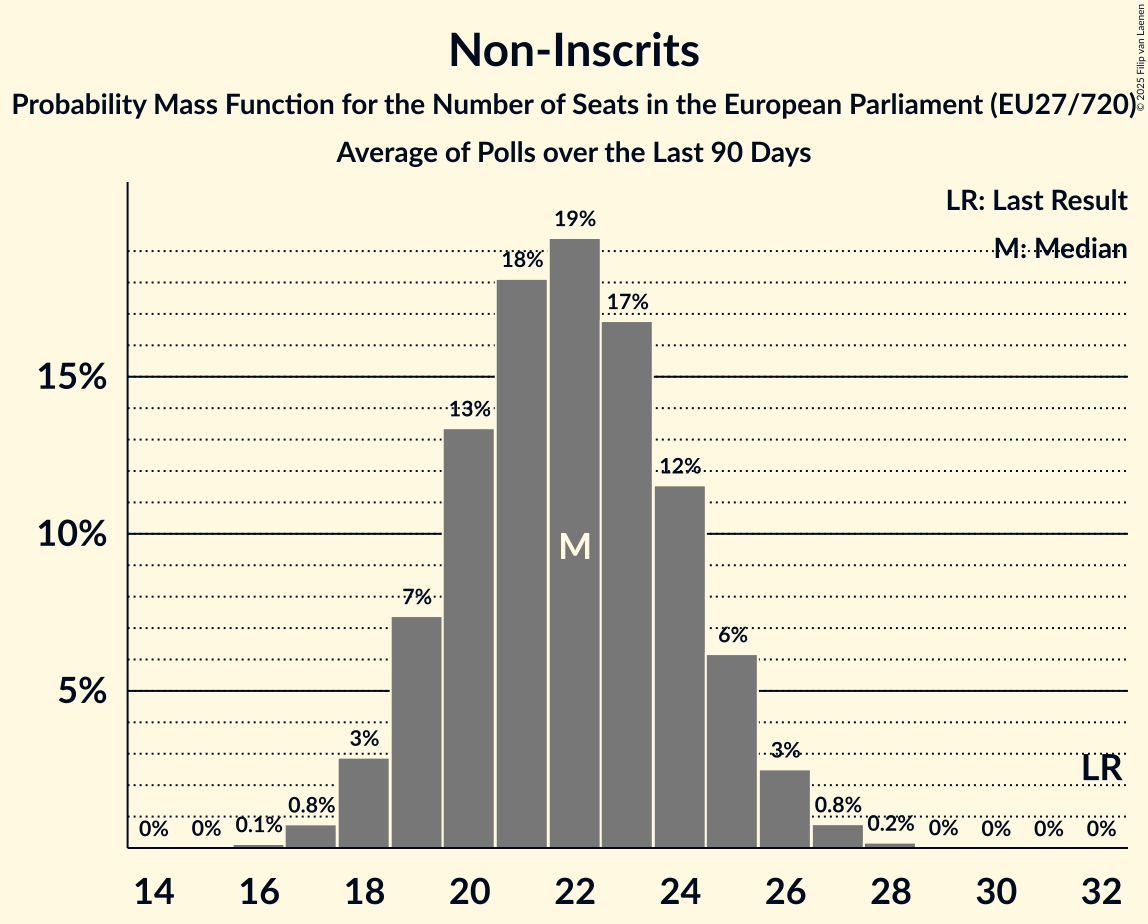 Non-Inscrits
Probability Mass Function for the Number of Seats in the European Parliament (EU27/720)
Average of Polls over the Last 90 Days
© 2025 Filip van Laenen
LR: Last Result
M: Median
19%
18%
17%
15%
13%
12%
10%
M
7%
6%
5%
3%
3%
LR
0.8%
0.8%
0% 0% 0.1% 0.2% 0% 0% 0% 0%
14 16 18 20 22 24 26 28 30 32